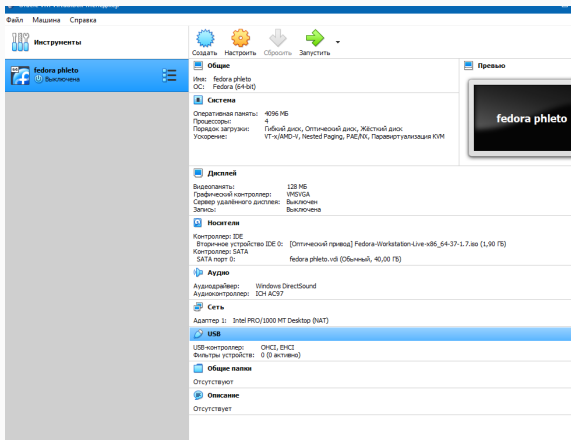 Файл Машина Справка
Инструменты
Создать Настроить Сбросить Запустить
fedora phleto
Выключена
Общие
Имя: fedora phleto
ОС: Fedora (64-bit)
Превью
fedora phleto
Система
Оперативная память: 4096 МБ
Процессоры: 4
Порядок загрузки: Гибкий диск, Оптический диск, Жёсткий диск
Ускорение: VT-x/AMD-V, Nested Paging, PAE/NX, Паравиртуализация KVM
Дисплей
Видеопамять: 128 МБ
Графический контроллер: VMSVGA
Сервер удалённого дисплея: Выключен
Запись: Выключена
Носители
Контроллер: IDE
Вторичное устройство IDE 0: [Оптический привод] Fedora-Workstation-Live-x86_64-37-1.7.iso (1,90 ГБ)
Контроллер: SATA
SATA порт 0: fedora phleto.vdi (Обычный, 40,00 ГБ)
Аудио
Аудиодрайвер: Windows DirectSound
Аудиоконтроллер: ICH AC97
Сеть
Адаптер 1: Intel PRO/1000 MT Desktop (NAT)
USB
USB-контроллер: OHCI, EHCI
Фильтры устройств: 0 (0 активно)
Общие папки
Отсутствуют
Описание
Отсутствует